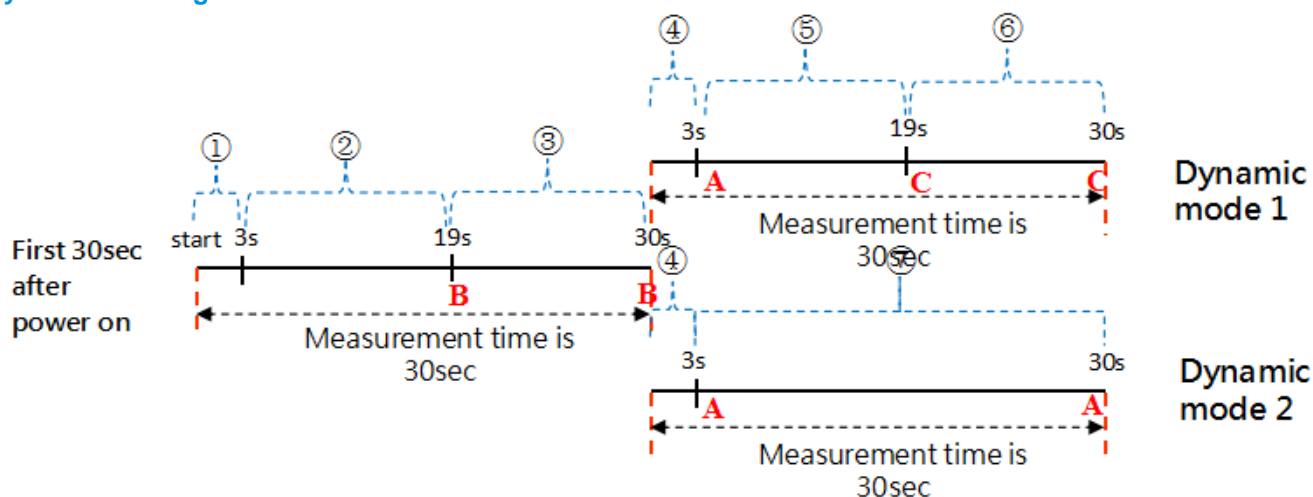 ④ ⑤ ⑥
3s 19s 30s
A C C
Measurement time is
30sec
Dynamic
mode 1
① ② ③
start 3s 19s 30s
B B
Measurement time is
30sec
First 30sec
after
power on
④ ⑦
3s 30s
A A
Measurement time is
30sec
Dynamic
mode 2